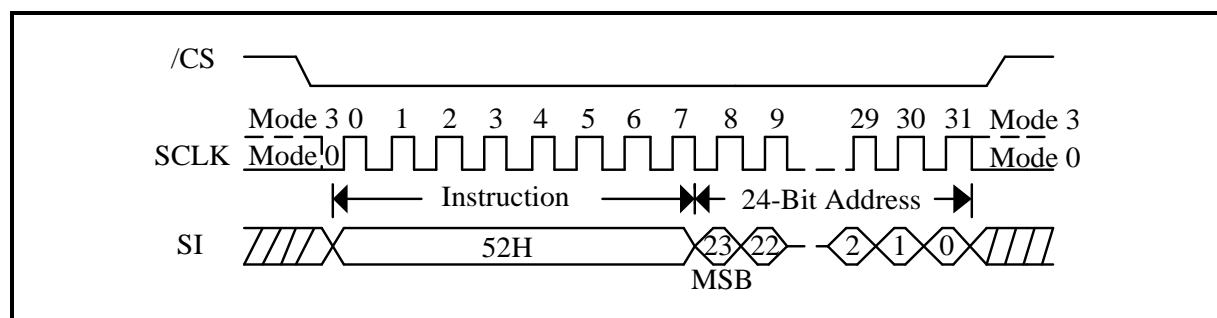 /CS
Mode 3 0 1 2 3 4 5 6 7 8 9 29 30 31 Mode 3
SCLK Mode 0 Mode 0
Instruction 24-Bit Address
SI 52H 23 22 2 1 0
MSB